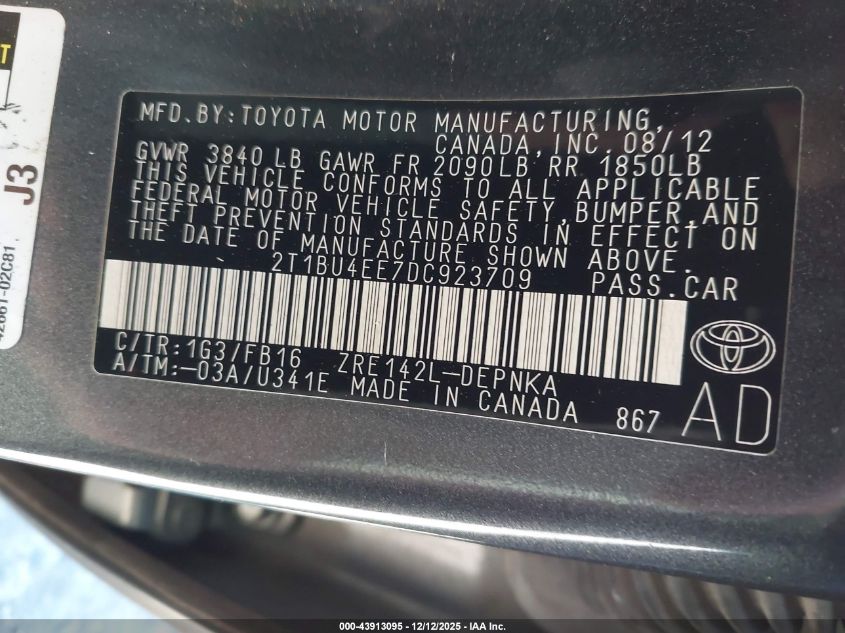 T
J3
42661-02C81
MFD.BY:TOYOTA MOTOR MANUFACTURING,
CANADA,INC. 08/12
GVWR 3840 LB GAWR FR 2090LB RR 1850LB
THIS VEHICLE CONFORMS TO ALL APPLICABLE
FEDERAL MOTOR VEHICLE SAFETY,BUMPER,AND
THEFT PREVENTION STANDARDS IN EFFECT ON
THE DATE OF MANUFACTURE SHOWN ABOVE.
2T1BU4EE7DC923709 PASS.CAR
C/TR:1G3/FB16 ZRE142L-DEPNKA
A/TM:-03A/U341E MADE IN CANADA 867
AD
000-43913095 - 12/12/2025 - IAA Inc.